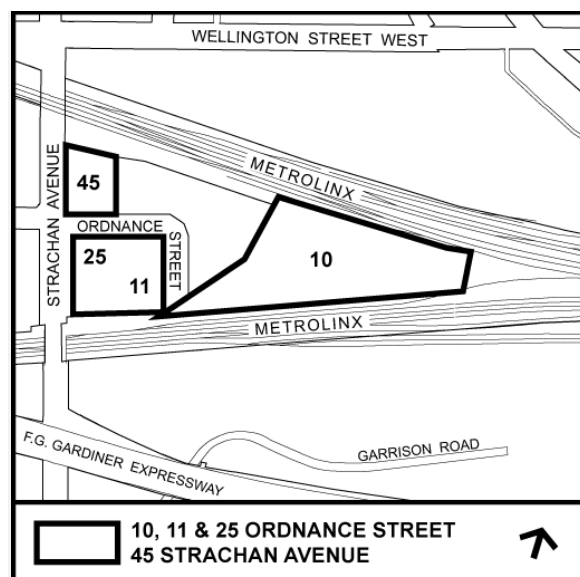 WELLINGTON STREET WEST
METROLINX
STRACHAN AVENUE
45
ORDNANCE
STREET
25
11
10
METROLINX
F.G. GARDINER EXPRESSWAY
GARRISON ROAD
10, 11 & 25 ORDNANCE STREET
45 STRACHAN AVENUE